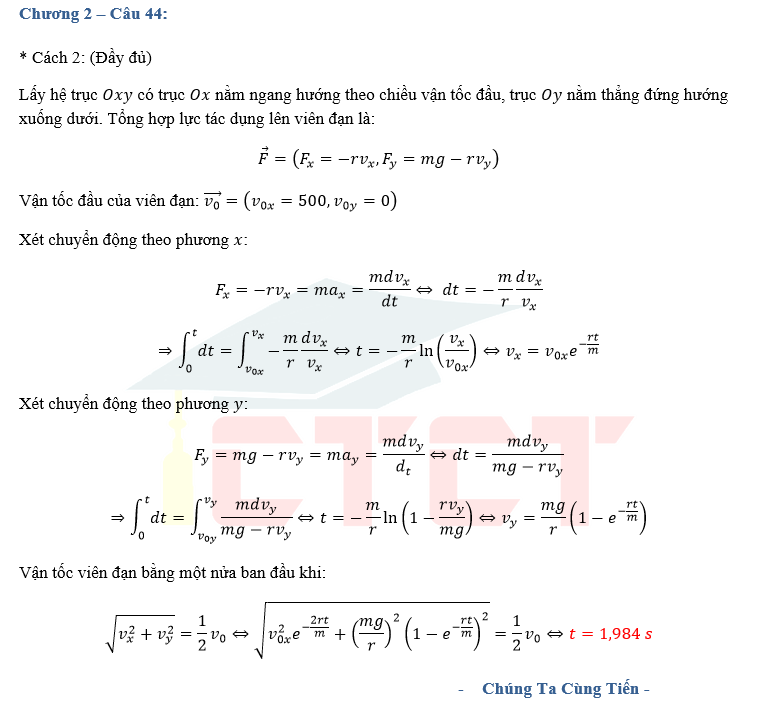 Chương 2 – Câu 44:
* Cách 2: (Đầy đủ)
Lấy hệ trục 𝑂𝑥𝑦 có trục 𝑂𝑥 nằm ngang hướng theo chiều vận tốc đầu, trục 𝑂𝑦 nằm thẳng đứng hướng
xuống dưới. Tổng hợp lực tác dụng lên viên đạn là:
$\vec{F} = (F_x = -rv_x, F_y = mg - rv_y)$
Vận tốc đầu của viên đạn: $\overrightarrow{v_0} = (v_{0x} = 500, v_{0y} = 0)$
Xét chuyển động theo phương 𝑥:
$F_x = -rv_x = ma_x = \frac{mdv_x}{dt} \Leftrightarrow dt = -\frac{m}{r}\frac{dv_x}{v_x}$
$\Rightarrow \int_0^t dt = \int_{v_{0x}}^{v_x} -\frac{m}{r}\frac{dv_x}{v_x} \Leftrightarrow t = -\frac{m}{r}\ln\left(\frac{v_x}{v_{0x}}\right) \Leftrightarrow v_x = v_{0x}e^{-\frac{rt}{m}}$
Xét chuyển động theo phương 𝑦:
$F_y = mg - rv_y = ma_y = \frac{mdv_y}{d_t} \Leftrightarrow dt = \frac{mdv_y}{mg - rv_y}$
$\Rightarrow \int_0^t dt = \int_{v_{0y}}^{v_y} \frac{mdv_y}{mg - rv_y} \Leftrightarrow t = -\frac{m}{r}\ln\left(1 - \frac{rv_y}{mg}\right) \Leftrightarrow v_y = \frac{mg}{r}\left(1 - e^{-\frac{rt}{m}}\right)$
Vận tốc viên đạn bằng một nửa ban đầu khi:
$\sqrt{v_x^2 + v_y^2} = \frac{1}{2}v_0 \Leftrightarrow \sqrt{v_{0x}^2e^{-\frac{2rt}{m}} + \left(\frac{mg}{r}\right)^2\left(1 - e^{-\frac{rt}{m}}\right)^2} = \frac{1}{2}v_0 \Leftrightarrow t = 1,984\ s$
- Chúng Ta Cùng Tiến -
CTCT